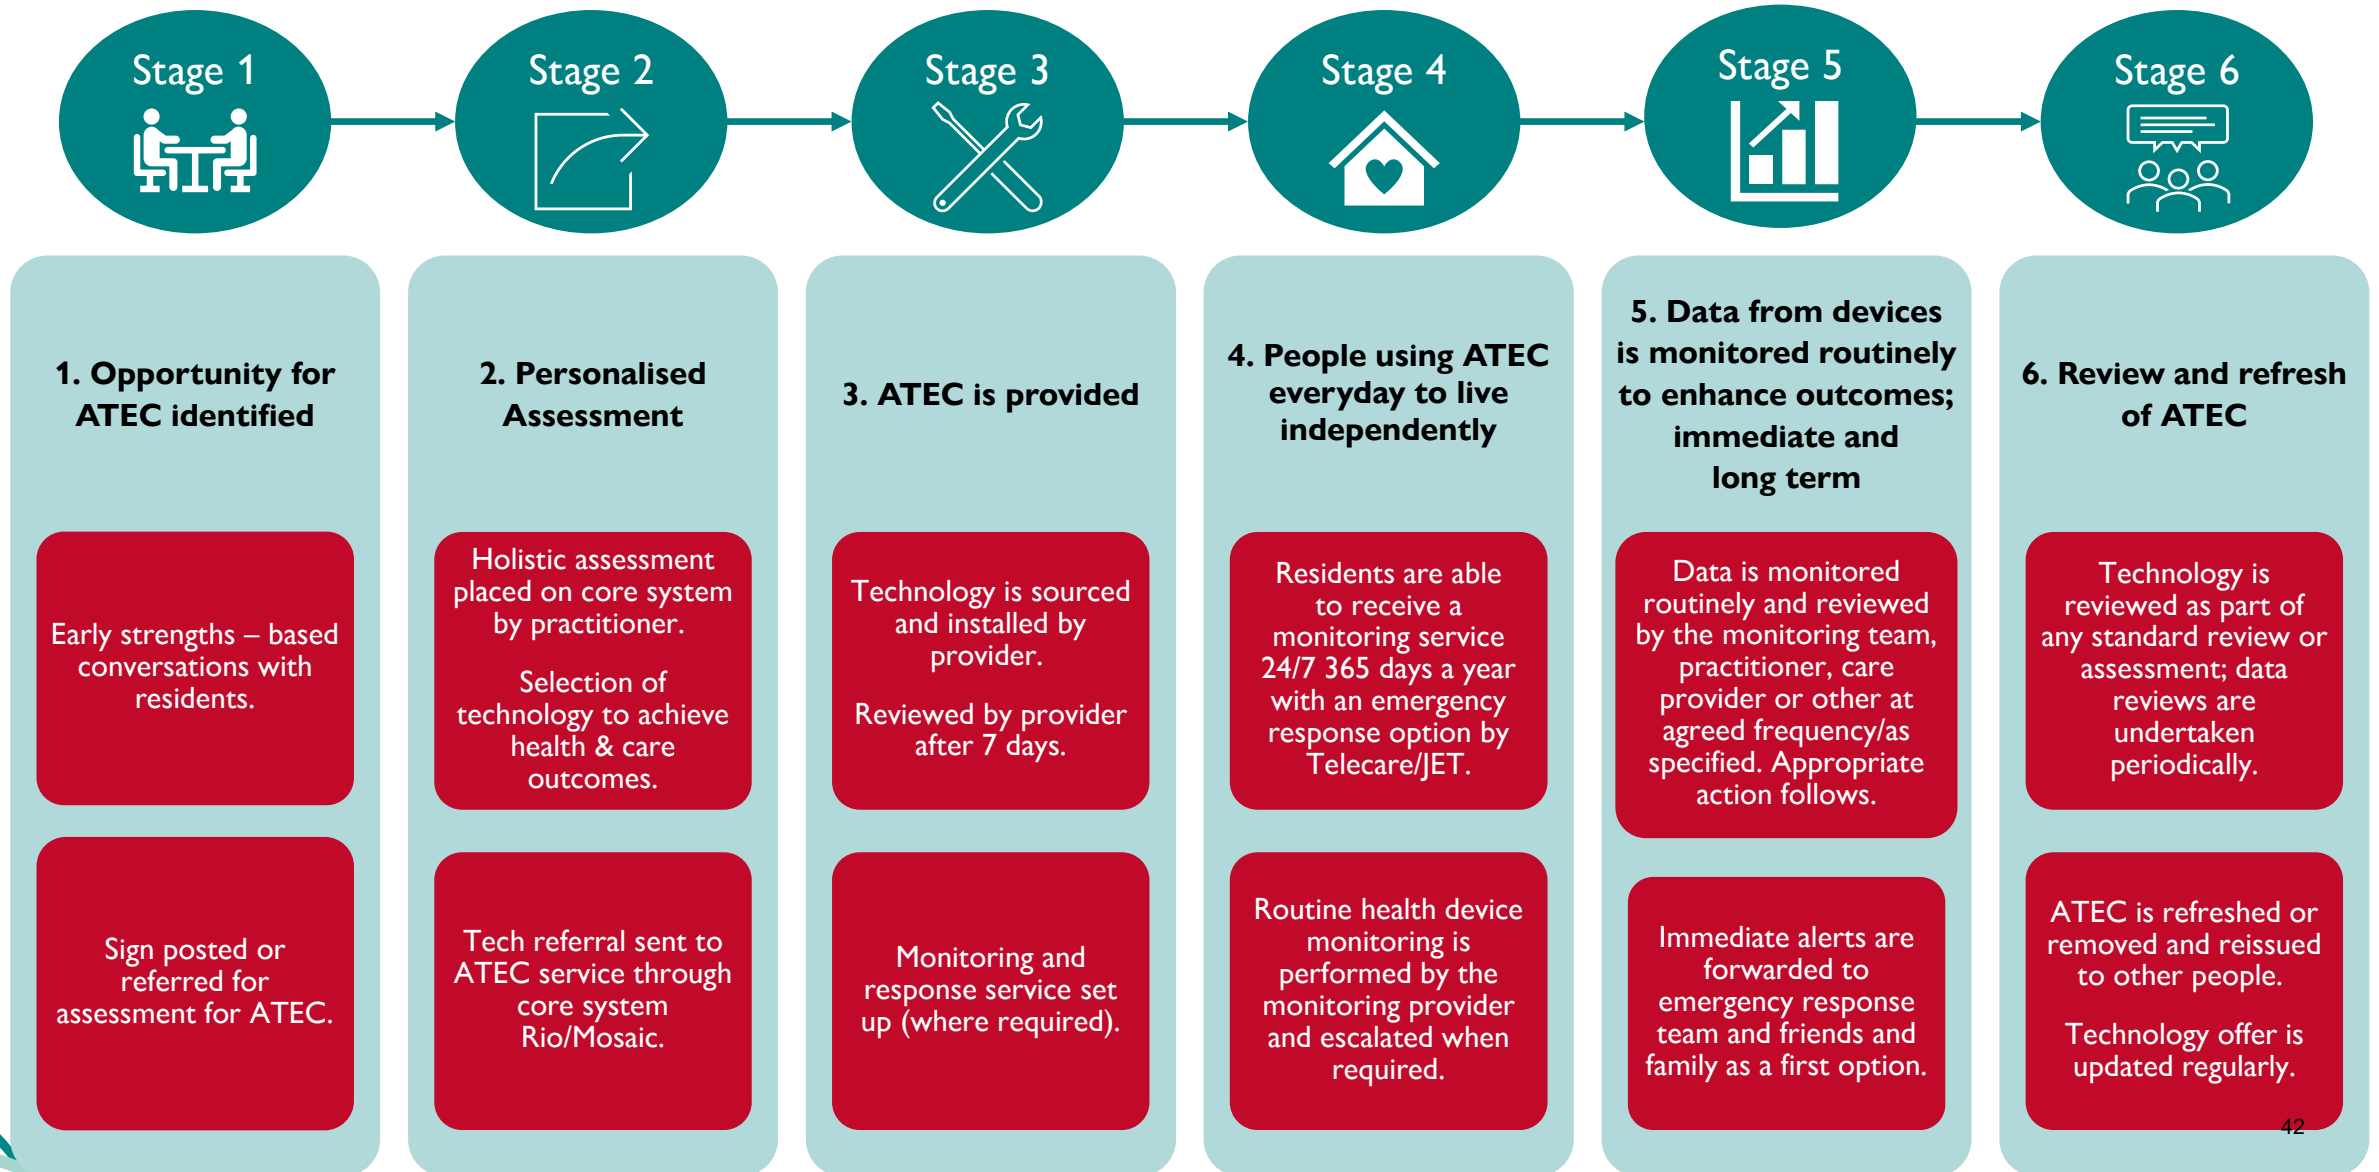 Stage 1
Stage 2
Stage 3
Stage 4
Stage 5
Stage 6
1. Opportunity for
ATEC identified
Early strengths – based
conversations with
residents.
Sign posted or
referred for
assessment for ATEC.
2. Personalised
Assessment
Holistic assessment
placed on core system
by practitioner.
Selection of
technology to achieve
health & care
outcomes.
Tech referral sent to
ATEC service through
core system
Rio/Mosaic.
3. ATEC is provided
Technology is sourced
and installed by
provider.
Reviewed by provider
after 7 days.
Monitoring and
response service set
up (where required).
4. People using ATEC
everyday to live
independently
Residents are able
to receive a
monitoring service
24/7 365 days a year
with an emergency
response option by
Telecare/JET.
Routine health device
monitoring is
performed by the
monitoring provider
and escalated when
required.
5. Data from devices
is monitored routinely
to enhance outcomes;
immediate and
long term
Data is monitored
routinely and reviewed
by the monitoring team,
practitioner, care
provider or other at
agreed frequency/as
specified. Appropriate
action follows.
Immediate alerts are
forwarded to
emergency response
team and friends and
family as a first option.
6. Review and refresh
of ATEC
Technology is
reviewed as part of
any standard review or
assessment; data
reviews are
undertaken
periodically.
ATEC is refreshed or
removed and reissued
to other people.
Technology offer is
updated regularly.
42